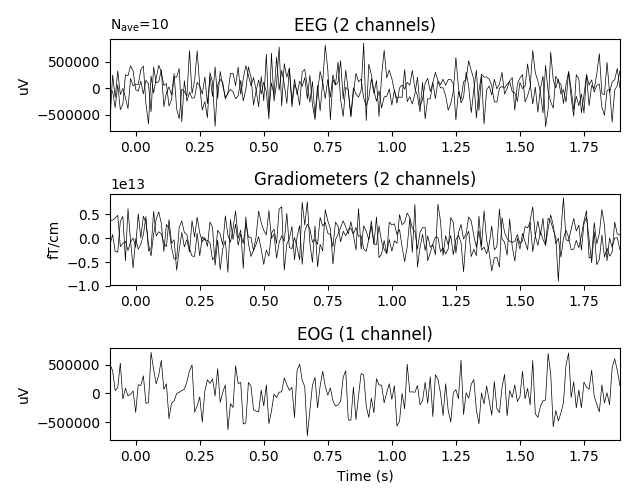 N_ave=10
EEG (2 channels)
uV
500000
0
−500000
0.00 0.25 0.50 0.75 1.00 1.25 1.50 1.75
1e13
Gradiometers (2 channels)
fT/cm
0.5
0.0
−0.5
−1.0
0.00 0.25 0.50 0.75 1.00 1.25 1.50 1.75
EOG (1 channel)
uV
500000
0
−500000
0.00 0.25 0.50 0.75 1.00 1.25 1.50 1.75
Time (s)